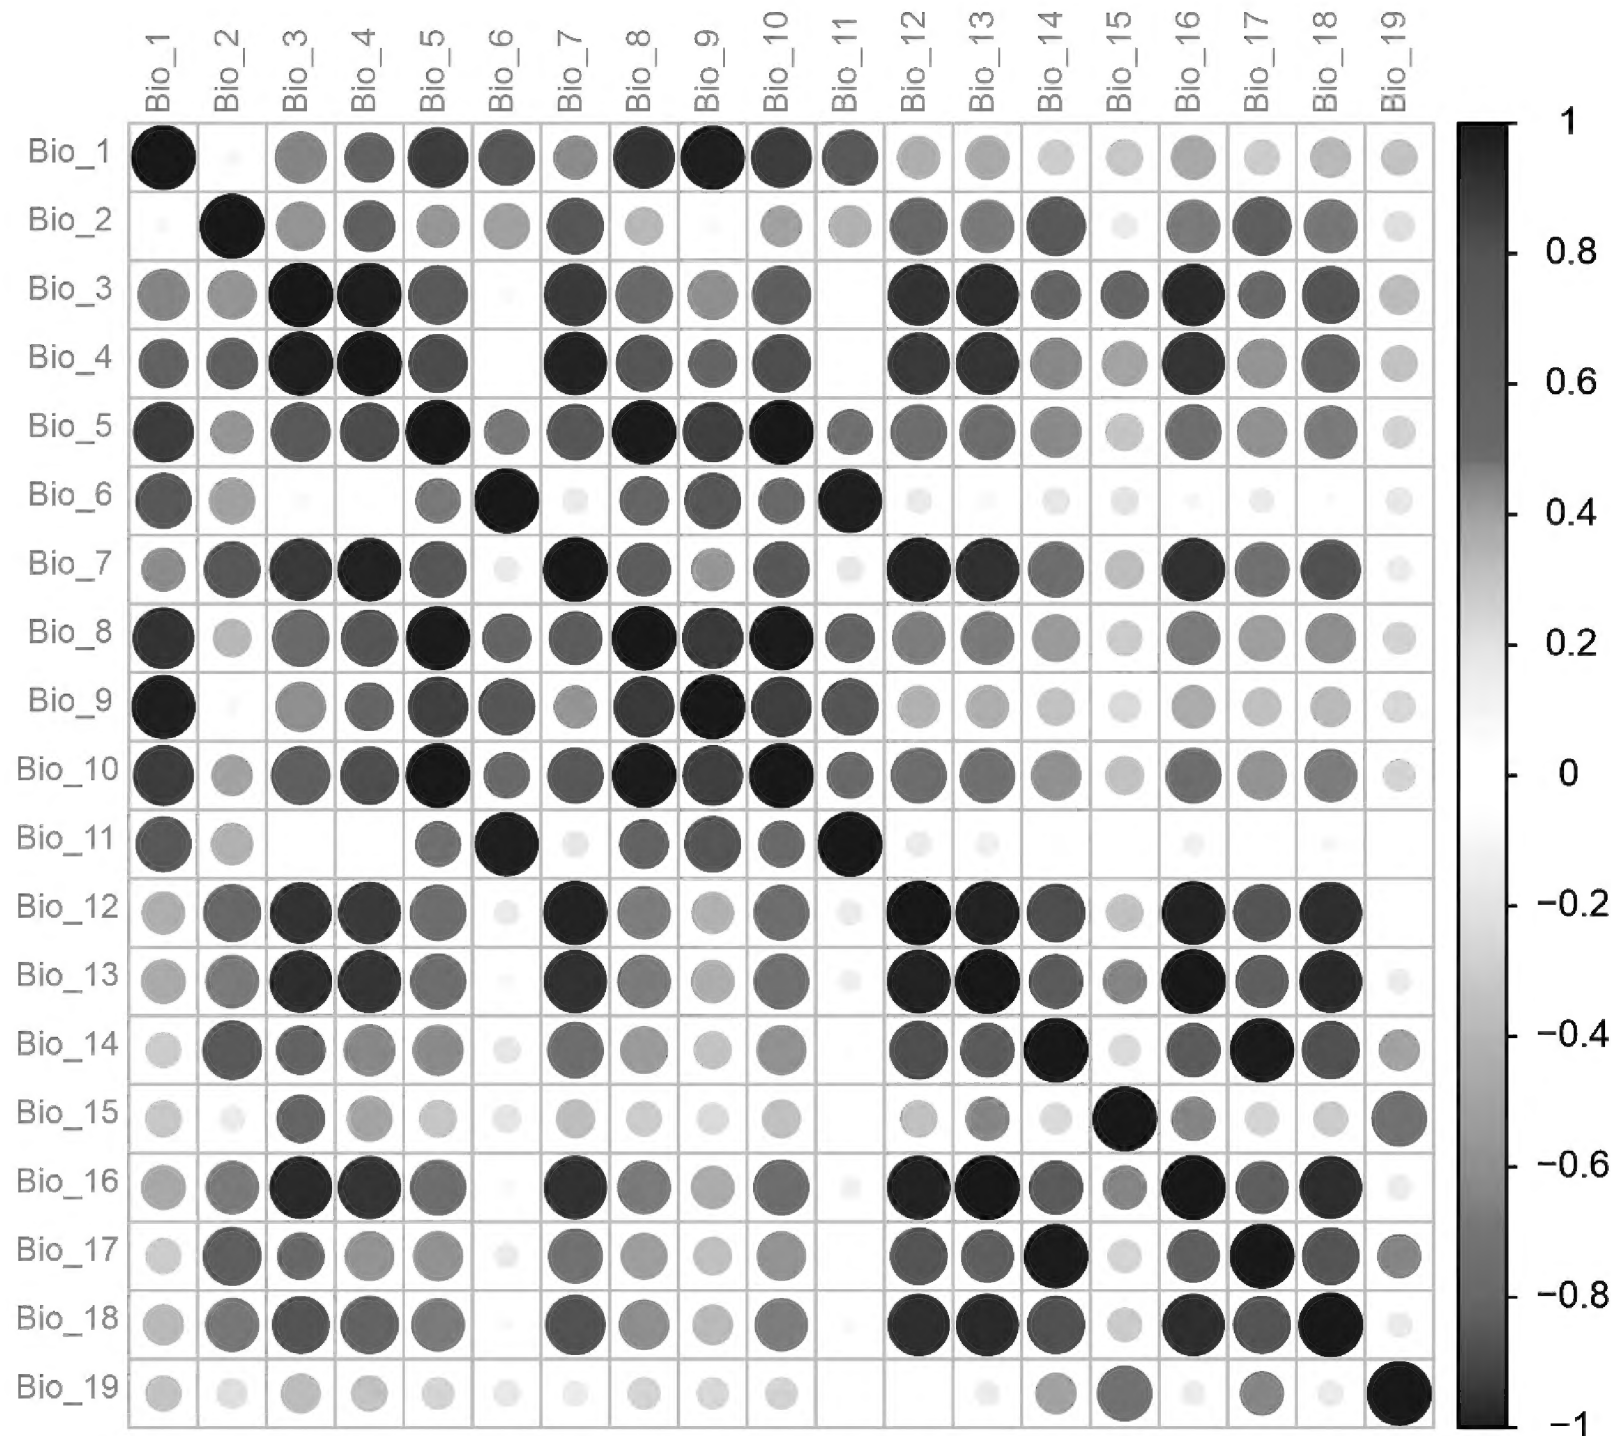 Bio_1 Bio_2 Bio_3 Bio_4 Bio_5 Bio_6 Bio_7 Bio_8 Bio_9 Bio_10 Bio_11 Bio_12 Bio_13 Bio_14 Bio_15 Bio_16 Bio_17 Bio_18 Bio_19
Bio_1
Bio_2
Bio_3
Bio_4
Bio_5
Bio_6
Bio_7
Bio_8
Bio_9
Bio_10
Bio_11
Bio_12
Bio_13
Bio_14
Bio_15
Bio_16
Bio_17
Bio_18
Bio_19
1
0.8
0.6
0.4
0.2
0
−0.2
−0.4
−0.6
−0.8
−1